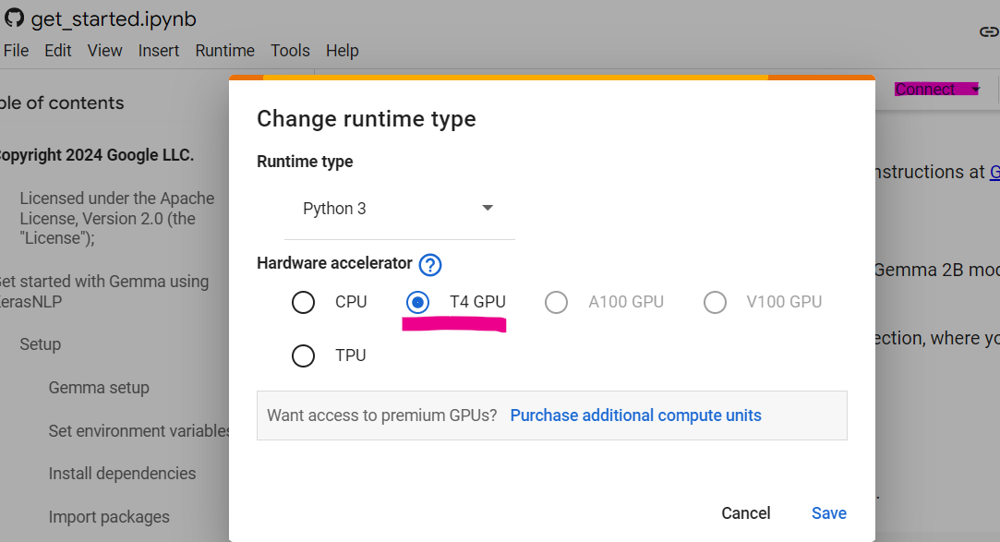 get_started.ipynb
File Edit View Insert Runtime Tools Help
ble of contents
Connect
Change runtime type
opyright 2024 Google LLC.
Runtime type
Licensed under the Apache
License, Version 2.0 (the
"License");
nstructions at G
Python 3
Hardware accelerator ?
Gemma 2B mod
et started with Gemma using
erasNLP
CPU T4 GPU A100 GPU V100 GPU
Setup
ection, where yo
TPU
Gemma setup
Want access to premium GPUs? Purchase additional compute units
Set environment variables
Install dependencies
Import packages
Cancel Save